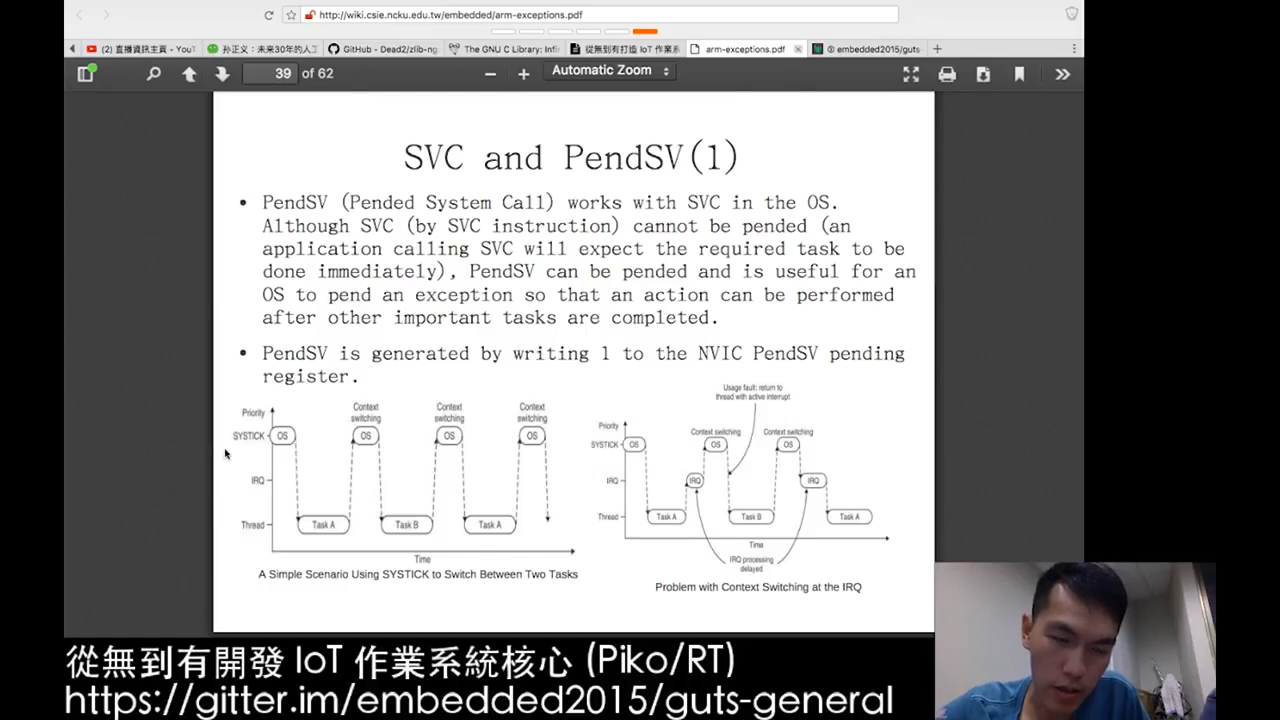 http://wiki.csie.ncku.edu.tw/embedded/arm-exceptions.pdf
(2) 直播資訊主頁 - YouT
孙正义：未来30年的人工
GitHub - Dead2/zlib-ng
The GNU C Library: Infi
從無到有打造 IoT 作業系
arm-exceptions.pdf
embedded2015/guts
39 of 62
Automatic Zoom
SVC and PendSV(1)
• PendSV (Pended System Call) works with SVC in the OS.
Although SVC (by SVC instruction) cannot be pended (an
application calling SVC will expect the required task to be
done immediately), PendSV can be pended and is useful for an
OS to pend an exception so that an action can be performed
after other important tasks are completed.
• PendSV is generated by writing 1 to the NVIC PendSV pending
register.
Priority
SYSTICK
IRQ
Thread
OS
Context
switching
OS
Context
switching
OS
Context
switching
OS
Task A
Task B
Task A
Time
A Simple Scenario Using SYSTICK to Switch Between Two Tasks
Usage fault: return to
thread with active interrupt
Priority
SYSTICK
IRQ
Thread
OS
Context switching
OS
Context switching
OS
IRQ
IRQ
Task A
Task B
Task A
Time
IRQ processing
delayed
Problem with Context Switching at the IRQ
從無到有開發 IoT 作業系統核心 (Piko/RT)
https://gitter.im/embedded2015/guts-general